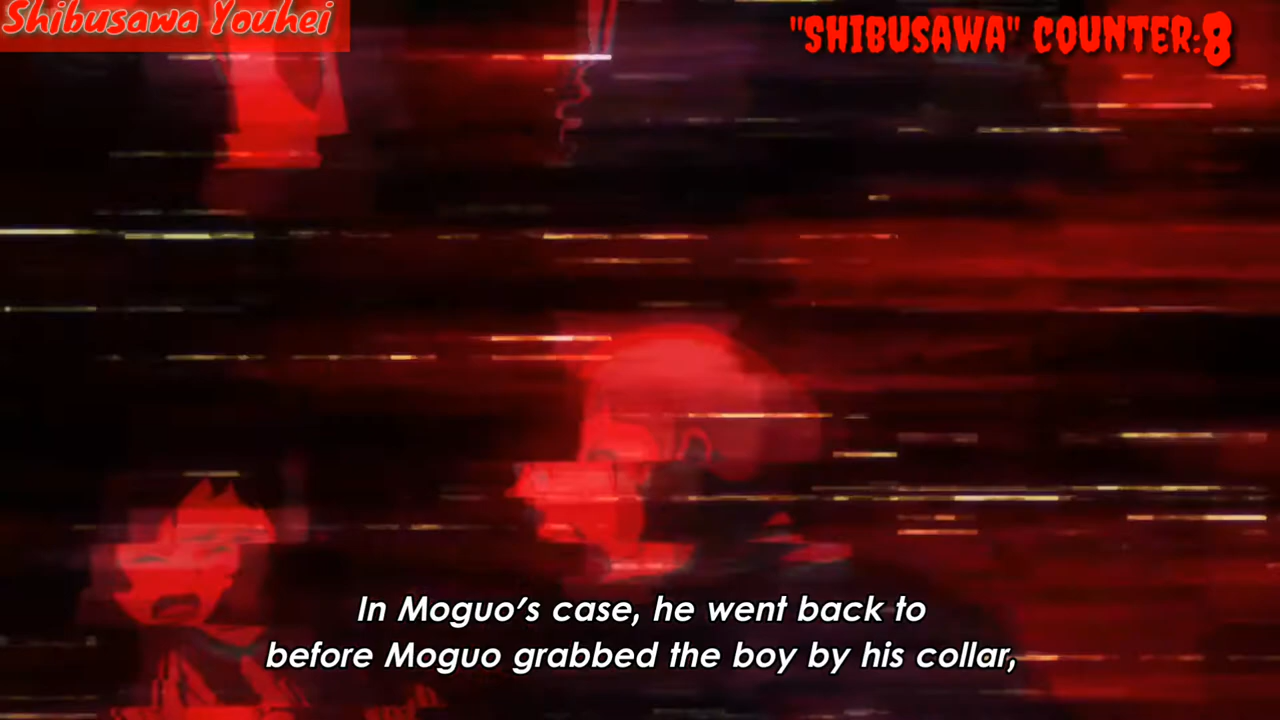 Shibusawa Youhei
"SHIBUSAWA" COUNTER:8
In Moguo's case, he went back to
before Moguo grabbed the boy by his collar,